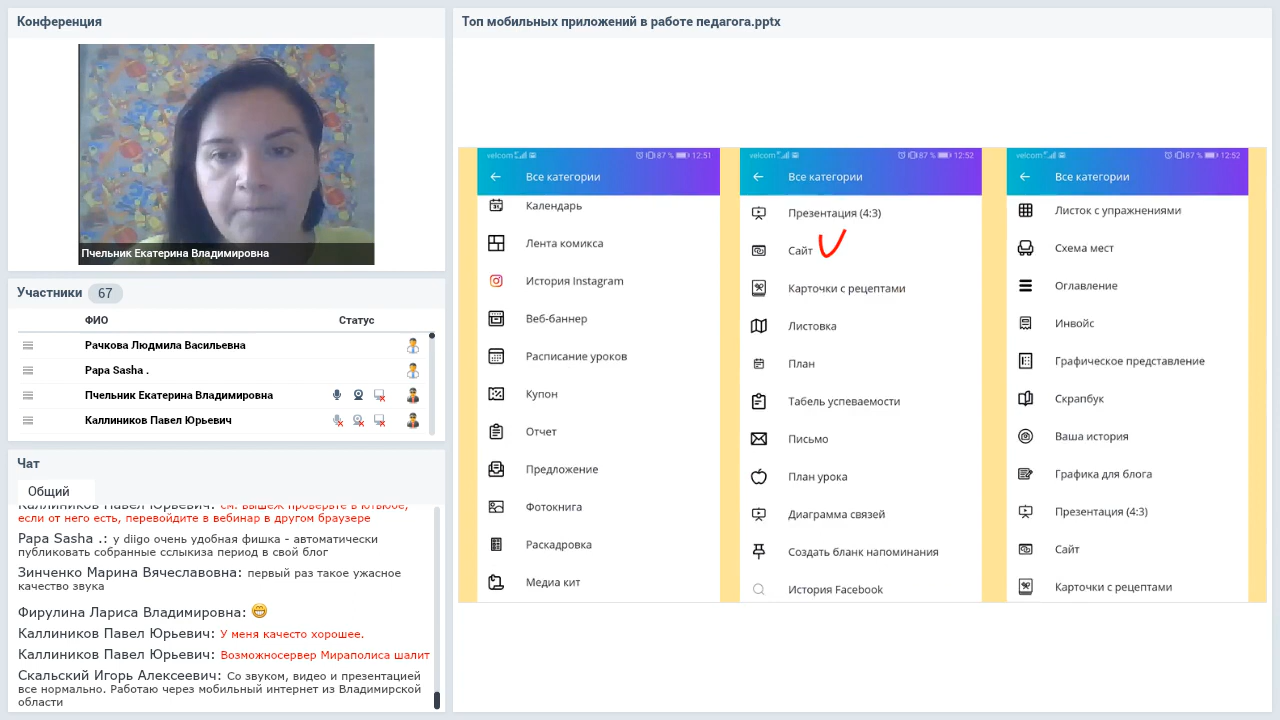 Конференция
Пчельник Екатерина Владимировна
Участники 67
ФИО Статус
Рачкова Людмила Васильевна
Papa Sasha .
Пчельник Екатерина Владимировна
Каллиников Павел Юрьевич
Чат
Общий
Каллиников Павел Юрьевич: см. выщеж проверьте в ютьюбе,
если от него есть, перевойдите в вебинар в другом браузере
Papa Sasha .: у diigo очень удобная фишка - автоматически
публиковать собранные сслыкиза период в свой блог
Зинченко Марина Вячеславовна: первый раз такое ужасное
качество звука
Фирулина Лариса Владимировна:
Каллиников Павел Юрьевич: У меня качесто хорошее.
Каллиников Павел Юрьевич: Возможносервер Мираполиса шалит
Скальский Игорь Алексеевич: Со звуком, видео и презентацией
все нормально. Работаю через мобильный интернет из Владимирской
области
Топ мобильных приложений в работе педагога.pptx
velcom 87 % 12:51
Все категории
Календарь
Лента комикса
История Instagram
Веб-баннер
Расписание уроков
Купон
Отчет
Предложение
Фотокнига
Раскадровка
Медиа кит
velcom 87 % 12:52
Все категории
Презентация (4:3)
Сайт
Карточки с рецептами
Листовка
План
Табель успеваемости
Письмо
План урока
Диаграмма связей
Создать бланк напоминания
История Facebook
velcom 87 % 12:52
Все категории
Листок с упражнениями
Схема мест
Оглавление
Инвойс
Графическое представление
Скрапбук
Ваша история
Графика для блога
Презентация (4:3)
Сайт
Карточки с рецептами